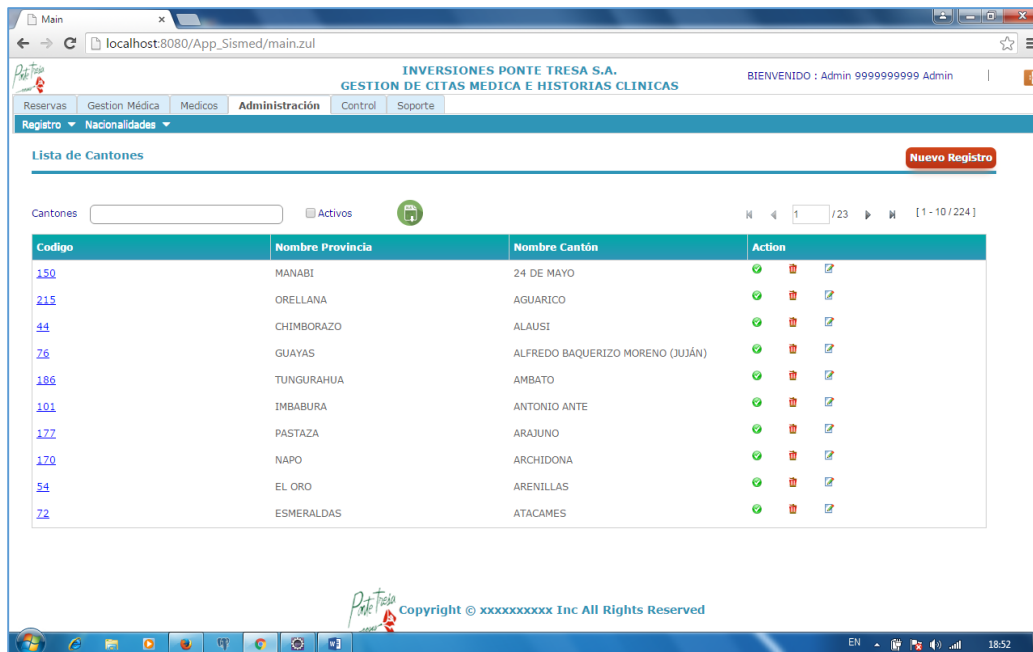 Main
localhost:8080/App_Sismed/main.zul
Ponte Tresa
INVERSIONES PONTE TRESA S.A.
GESTION DE CITAS MEDICA E HISTORIAS CLINICAS
BIENVENIDO : Admin 9999999999 Admin
Reservas Gestion Médica Medicos Administración Control Soporte
Registro Nacionalidades
Lista de Cantones
Nuevo Registro
Cantones Activos 1 /23 [ 1 - 10 / 224 ]
Codigo Nombre Provincia Nombre Cantón Action
150 MANABI 24 DE MAYO
215 ORELLANA AGUARICO
44 CHIMBORAZO ALAUSI
76 GUAYAS ALFREDO BAQUERIZO MORENO (JUJÁN)
186 TUNGURAHUA AMBATO
101 IMBABURA ANTONIO ANTE
177 PASTAZA ARAJUNO
170 NAPO ARCHIDONA
54 EL ORO ARENILLAS
72 ESMERALDAS ATACAMES
Ponte Tresa
Copyright © xxxxxxxxxx Inc All Rights Reserved
EN 18:52